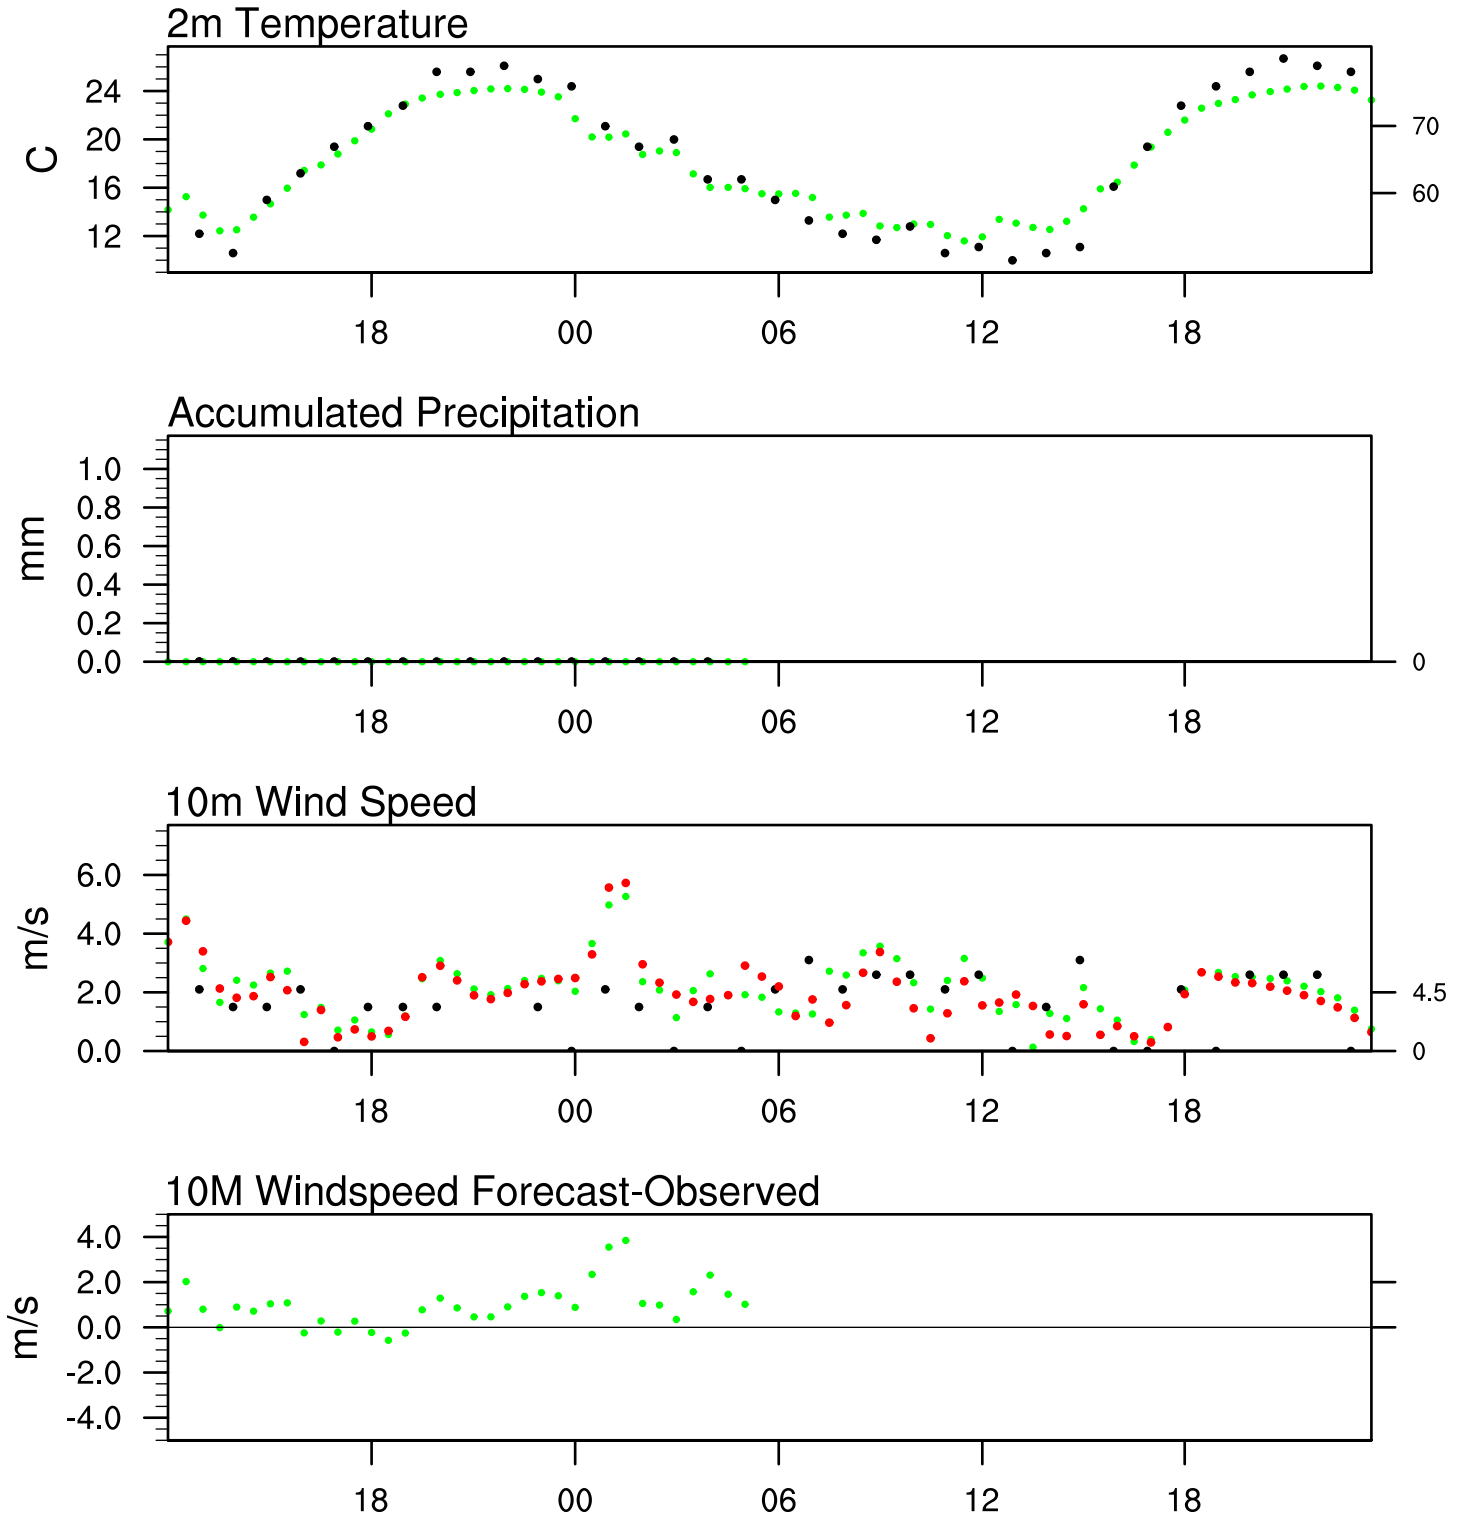 2m Temperature
24
20
16
12
C
70
60
18 00 06 12 18
Accumulated Precipitation
1.0
0.8
0.6
0.4
0.2
0.0
mm
0
18 00 06 12 18
10m Wind Speed
6.0
4.0
2.0
0.0
m/s
4.5
0
18 00 06 12 18
10M Windspeed Forecast-Observed
4.0
2.0
0.0
-2.0
-4.0
m/s
18 00 06 12 18